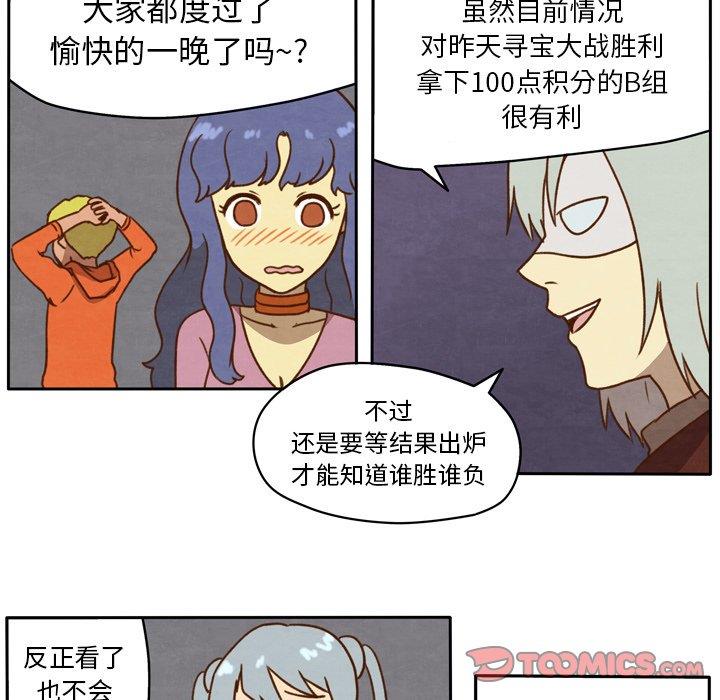 大家都度过了
愉快的一晚了吗~?
虽然目前情况
对昨天寻宝大战胜利
拿下100点积分的B组
很有利
不过
还是要等结果出炉
才能知道谁胜谁负
反正看了
也不会
TOOMICS.COM